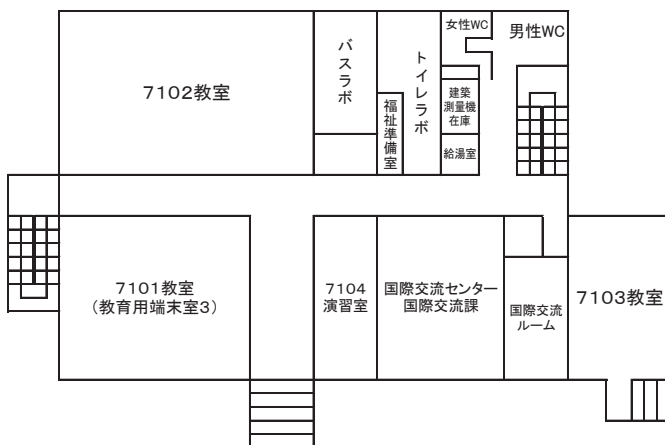 女性WC
男性WC
7102教室
バスラボ
トイレラボ
福祉準備室
建築
測量機
在庫
給湯室
7101教室
(教育用端末室3)
7104
演習室
国際交流センター
国際交流課
国際交流
ルーム
7103教室